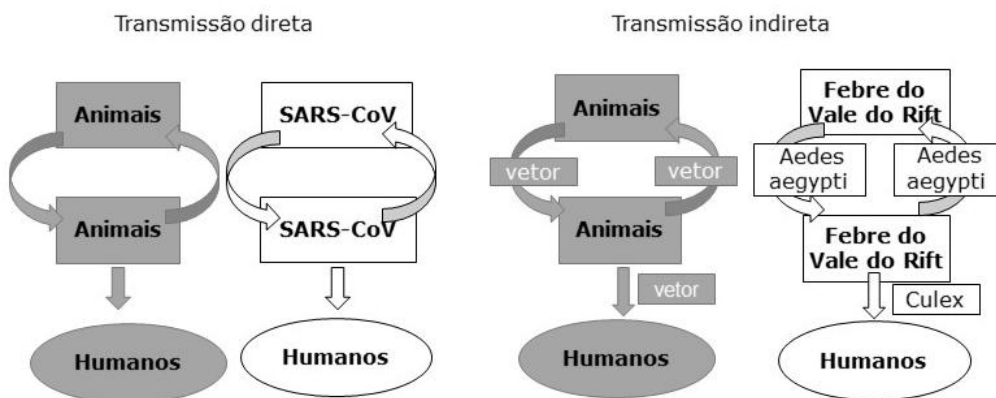 Transmissão direta
Transmissão indireta
Animais
SARS-CoV
Animais
SARS-CoV
Humanos
Humanos
Animais
Febre do
Vale do Rift
vetor
vetor
Aedes
aegypti
Aedes
aegypti
Animais
Febre do
Vale do Rift
vetor
Culex
Humanos
Humanos